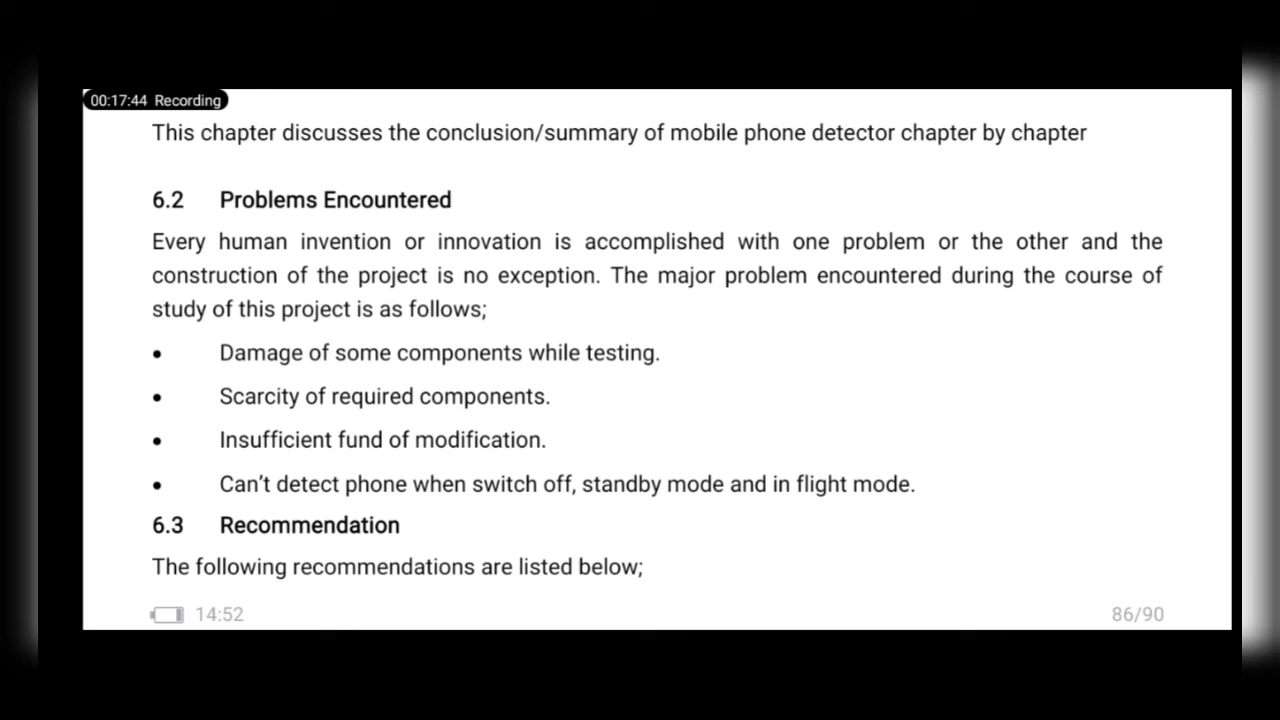 00:17:44 Recording
This chapter discusses the conclusion/summary of mobile phone detector chapter by chapter
6.2 Problems Encountered
Every human invention or innovation is accomplished with one problem or the other and the
construction of the project is no exception. The major problem encountered during the course of
study of this project is as follows;
• Damage of some components while testing.
• Scarcity of required components.
• Insufficient fund of modification.
• Can’t detect phone when switch off, standby mode and in flight mode.
6.3 Recommendation
The following recommendations are listed below;
14:52 86/90